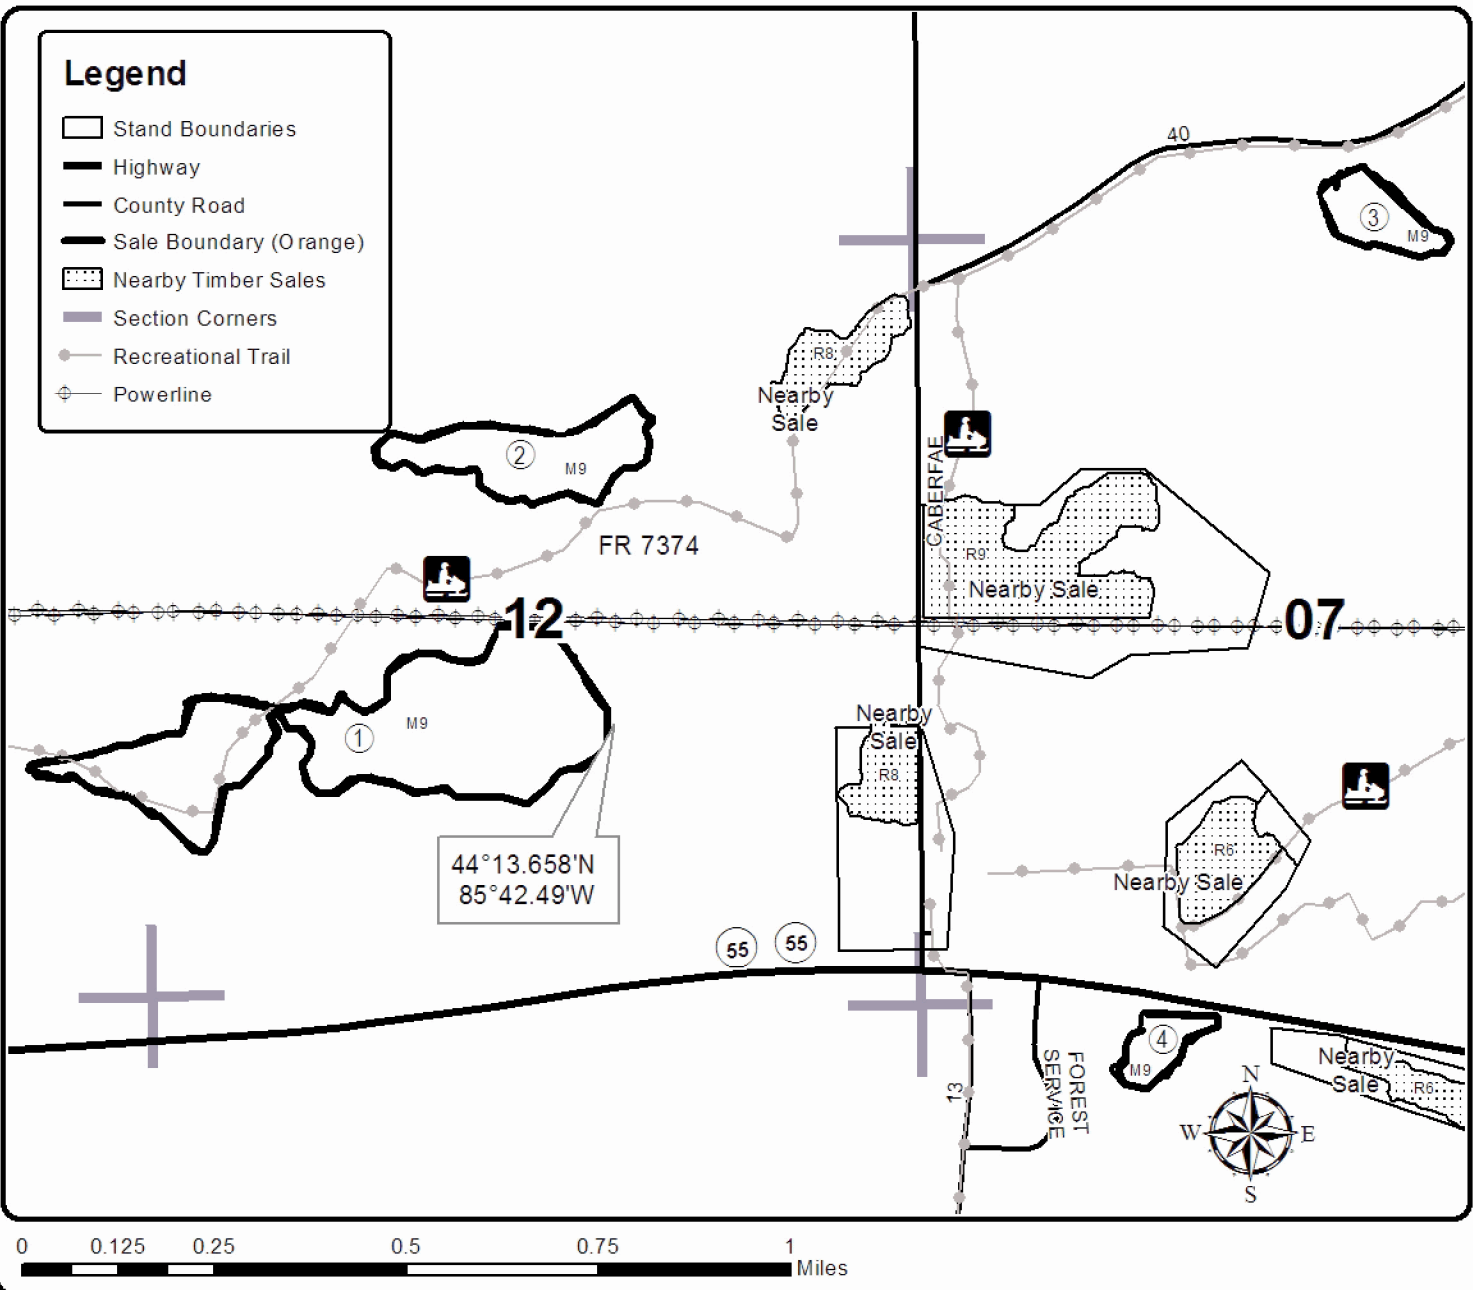 Legend
Stand Boundaries
Highway
County Road
Sale Boundary (Orange)
Nearby Timber Sales
Section Corners
Recreational Trail
Powerline
40
3
M9
R8
Nearby
Sale
2
M9
CABERFAE
FR 7374
R9
Nearby Sale
12
07
1
M9
Nearby
Sale
R8
R6
Nearby Sale
44°13.658'N
85°42.49'W
55
55
4
M9
Nearby
Sale
R6
13
FOREST
SERVICE
N
W
E
S
0
0.125
0.25
0.5
0.75
1
Miles